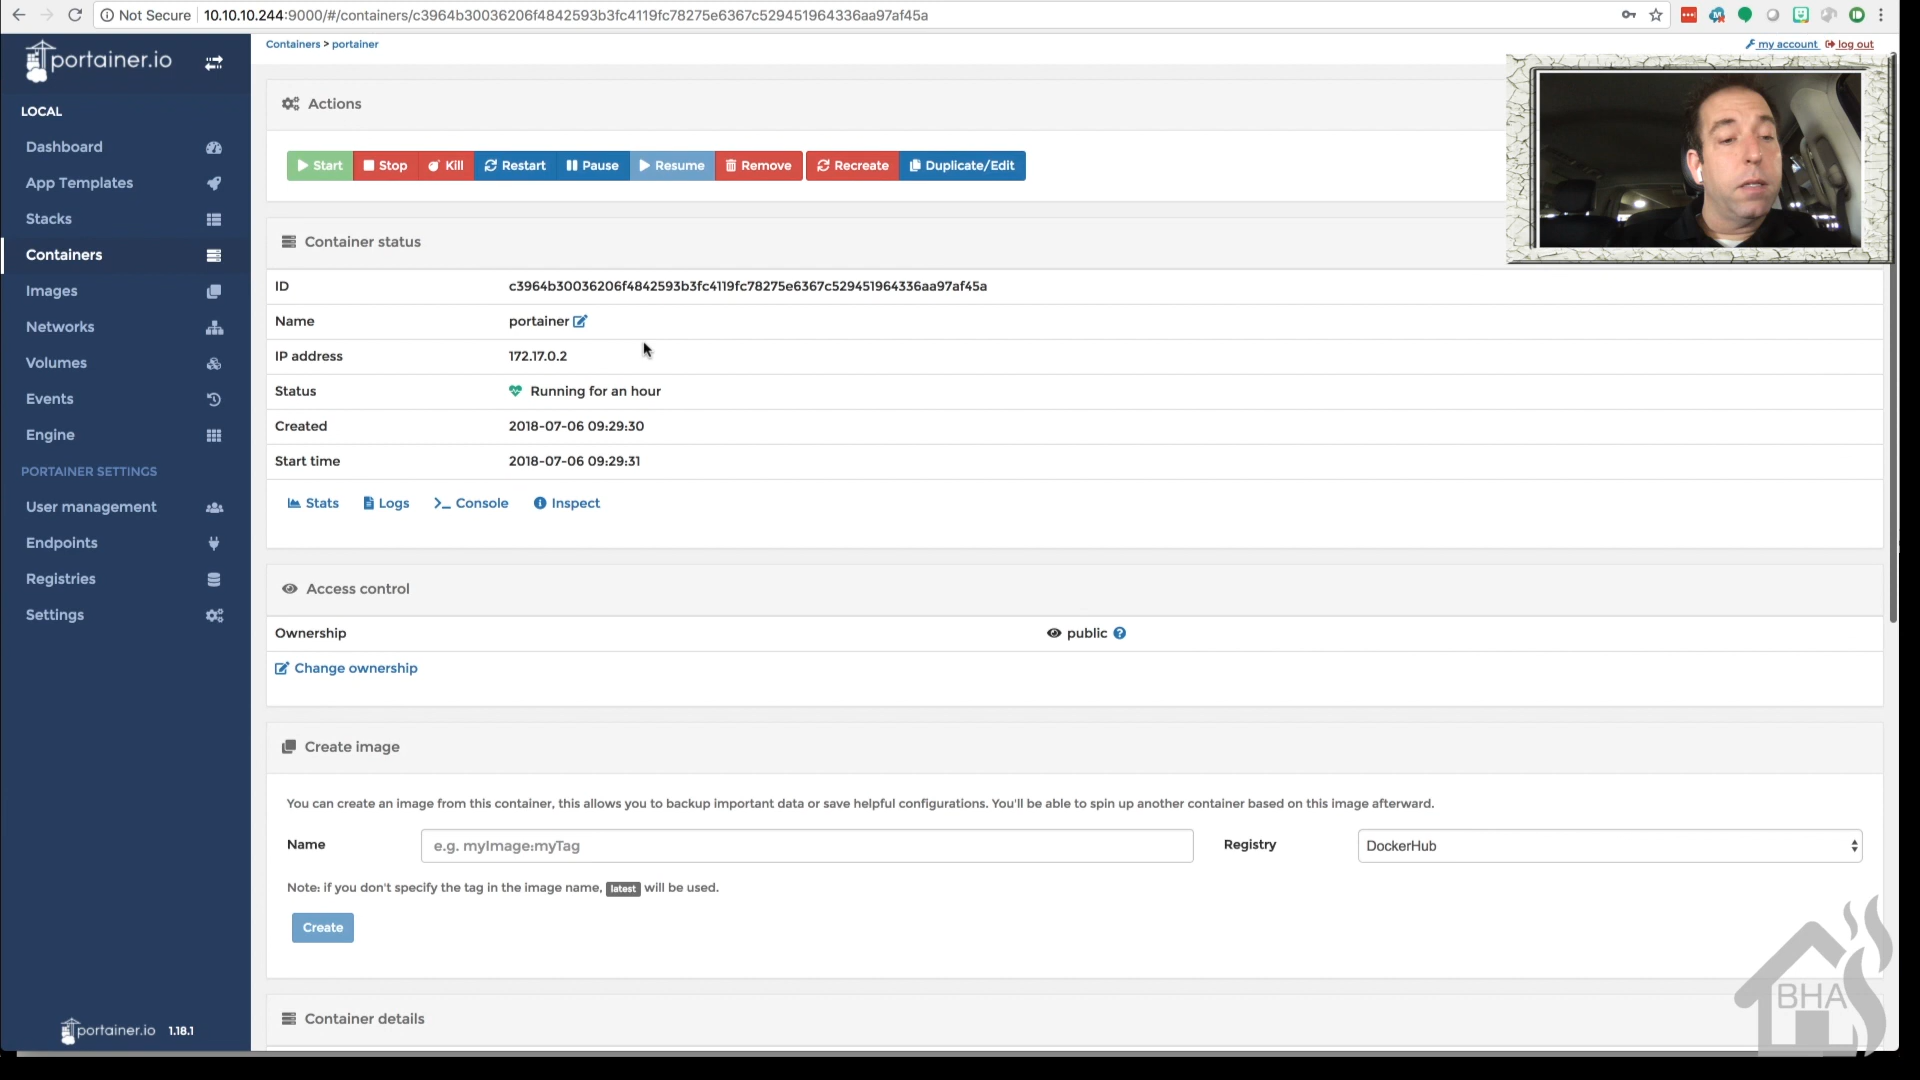 Not Secure 10.10.10.244:9000/#/containers/c3964b30036206f4842593b3fc4119fc78275e6367c529451964336aa97af45a
portainer.io
Containers > portainer
my account log out
LOCAL
Dashboard
App Templates
Stacks
Containers
Images
Networks
Volumes
Events
Engine
PORTAINER SETTINGS
User management
Endpoints
Registries
Settings
portainer.io 1.18.1
Actions
Start Stop Kill Restart Pause Resume Remove Recreate Duplicate/Edit
Container status
ID c3964b30036206f4842593b3fc4119fc78275e6367c529451964336aa97af45a
Name portainer
IP address 172.17.0.2
Status Running for an hour
Created 2018-07-06 09:29:30
Start time 2018-07-06 09:29:31
Stats Logs >_ Console Inspect
Access control
Ownership public
Change ownership
Create image
You can create an image from this container, this allows you to backup important data or save helpful configurations. You'll be able to spin up another container based on this image afterward.
Name e.g. myImage:myTag Registry DockerHub
Note: if you don't specify the tag in the image name, latest will be used.
Create
Container details
BHA